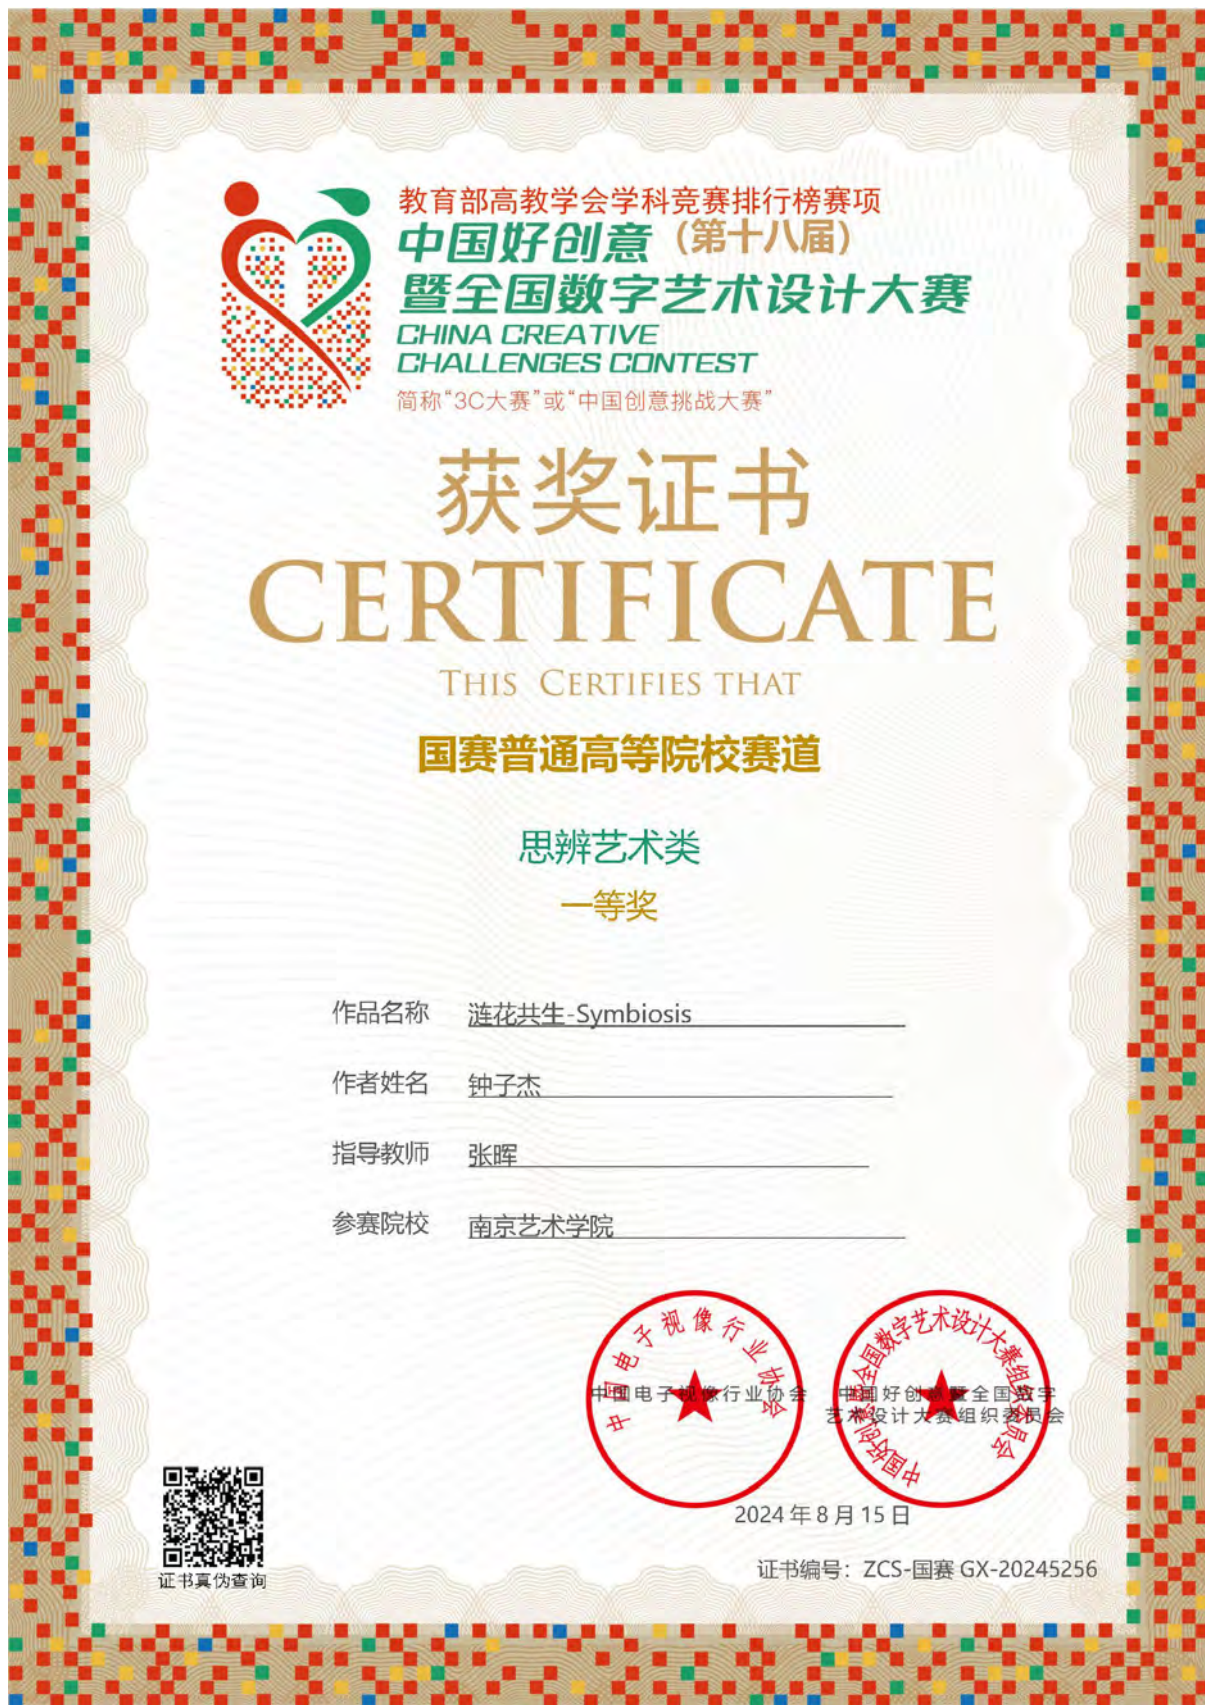 教育部高教学会学科竞赛排行榜赛项
中国好创意（第十八届）
暨全国数字艺术设计大赛
CHINA CREATIVE
CHALLENGES CONTEST
简称“3C大赛”或“中国创意挑战大赛”
获奖证书
CERTIFICATE
THIS CERTIFIES THAT
国赛普通高等院校赛道
思辨艺术类
一等奖
作品名称 涟花共生-Symbiosis
作者姓名 钟子杰
指导教师 张晖
参赛院校 南京艺术学院
中国电子视像行业协会
中国电子视像行业协会
中国好创意暨全国数字艺术设计大赛组织委员会
中国好创意暨全国数字
艺术设计大赛组织委员会
2024年8月15日
证书编号：ZCS-国赛 GX-20245256
证书真伪查询